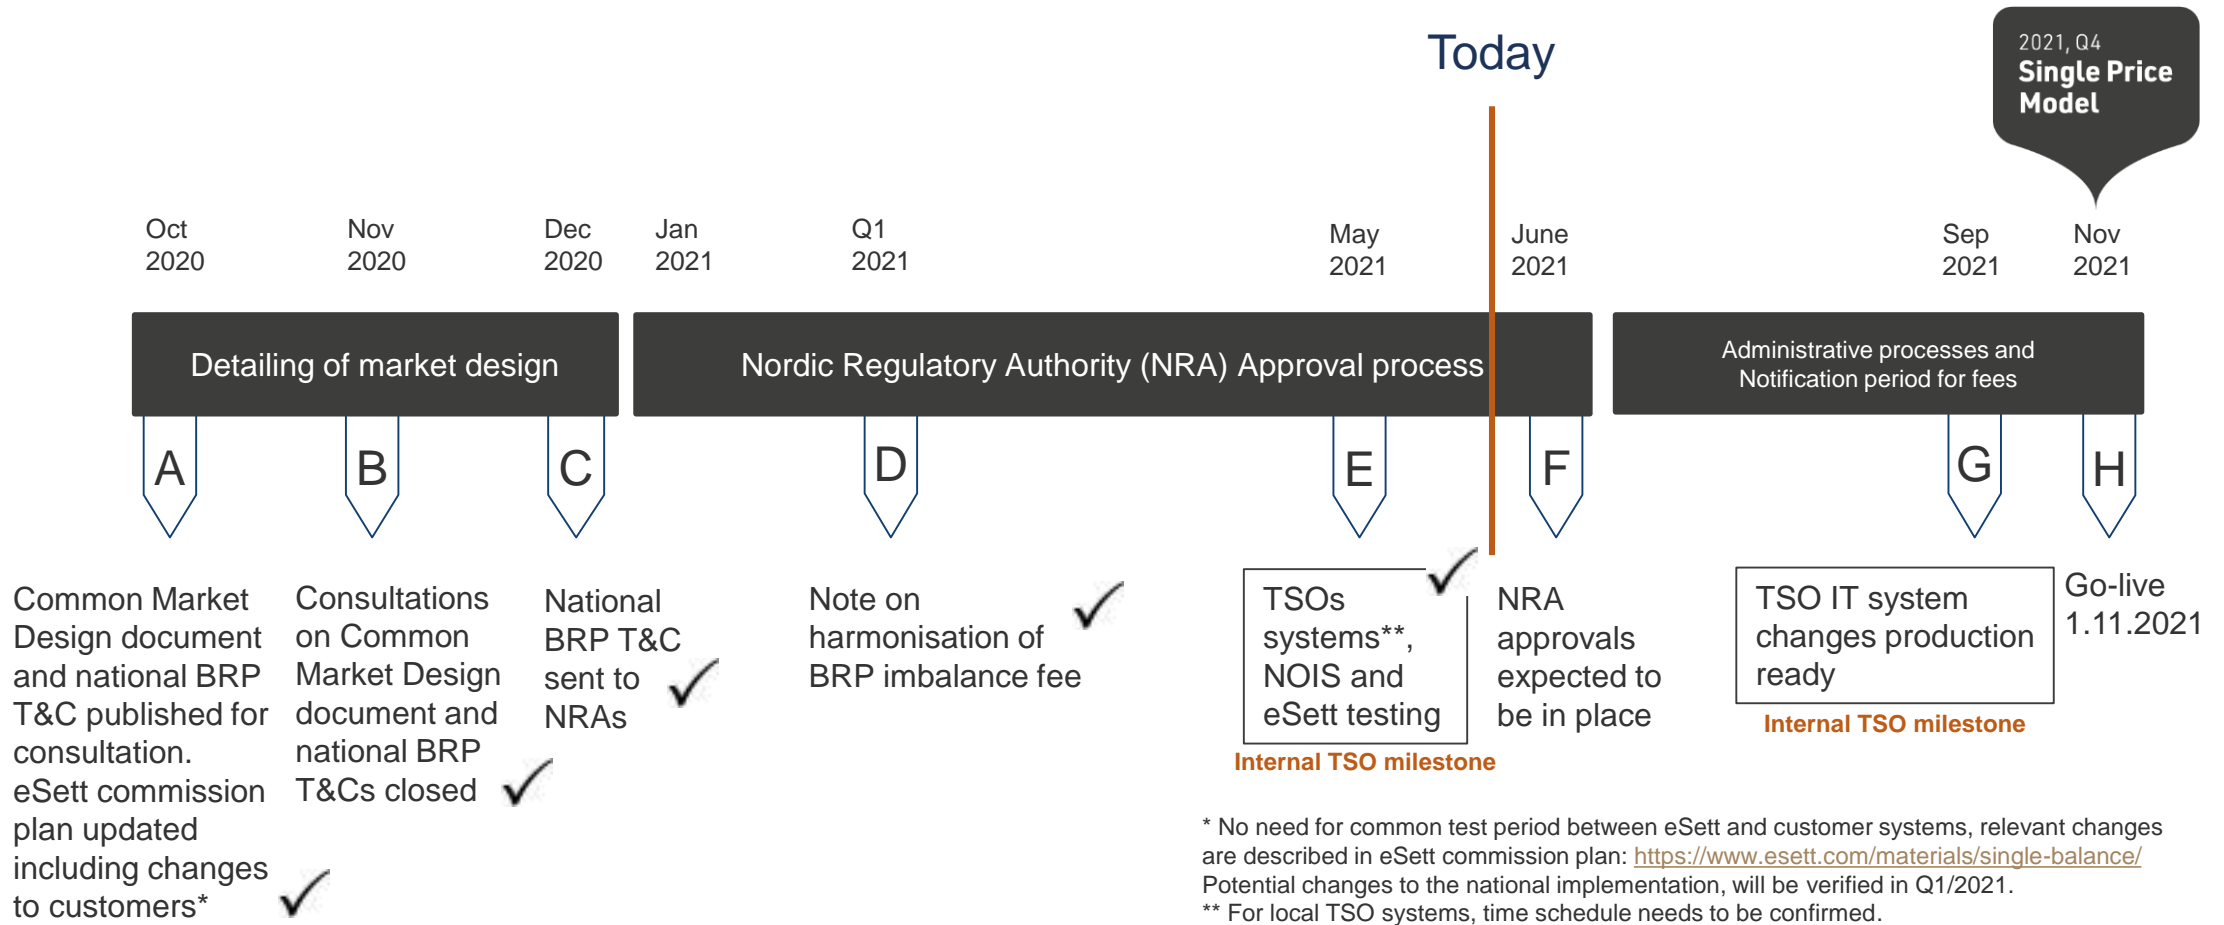 Today
2021, Q4
Single Price
Model
Oct
2020
Nov
2020
Dec
2020
Jan
2021
Q1
2021
May
2021
June
2021
Sep
2021
Nov
2021
Detailing of market design
Nordic Regulatory Authority (NRA) Approval process
Administrative processes and
Notification period for fees
A
B
C
D
E
F
G
H
Common Market
Design document
and national BRP
T&C published for
consultation.
eSett commission
plan updated
including changes
to customers*
Consultations
on Common
Market Design
document and
national BRP
T&Cs closed
National
BRP T&C
sent to
NRAs
Note on
harmonisation of
BRP imbalance fee
TSOs
systems**,
NOIS and
eSett testing
Internal TSO milestone
NRA
approvals
expected to
be in place
TSO IT system
changes production
ready
Internal TSO milestone
Go-live
1.11.2021
* No need for common test period between eSett and customer systems, relevant changes
are described in eSett commission plan: https://www.esett.com/materials/single-balance/
Potential changes to the national implementation, will be verified in Q1/2021.
** For local TSO systems, time schedule needs to be confirmed.